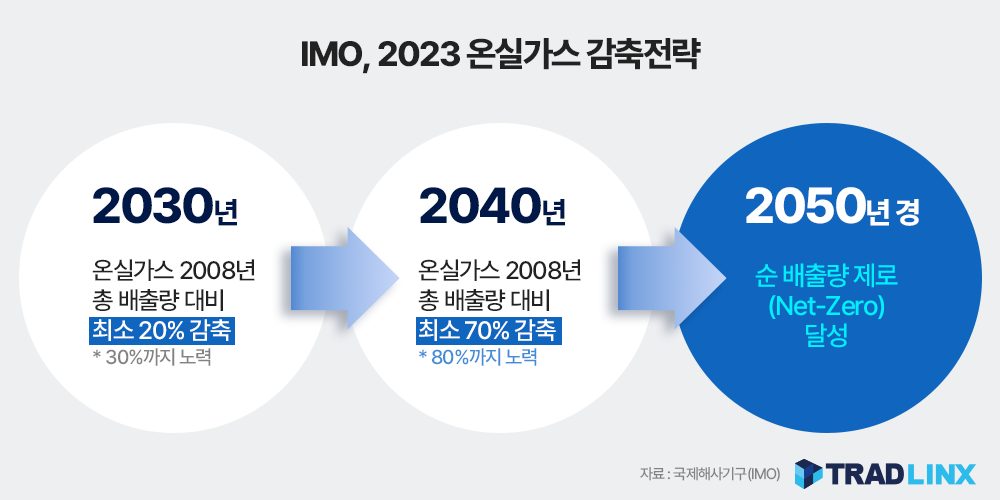 IMO, 2023 온실가스 감축전략
2030년
온실가스 2008년
총 배출량 대비
최소 20% 감축
* 30%까지 노력
2040년
온실가스 2008년
총 배출량 대비
최소 70% 감축
* 80%까지 노력
2050년 경
순 배출량 제로
(Net-Zero)
달성
자료 : 국제해사기구(IMO)
TRADLINX